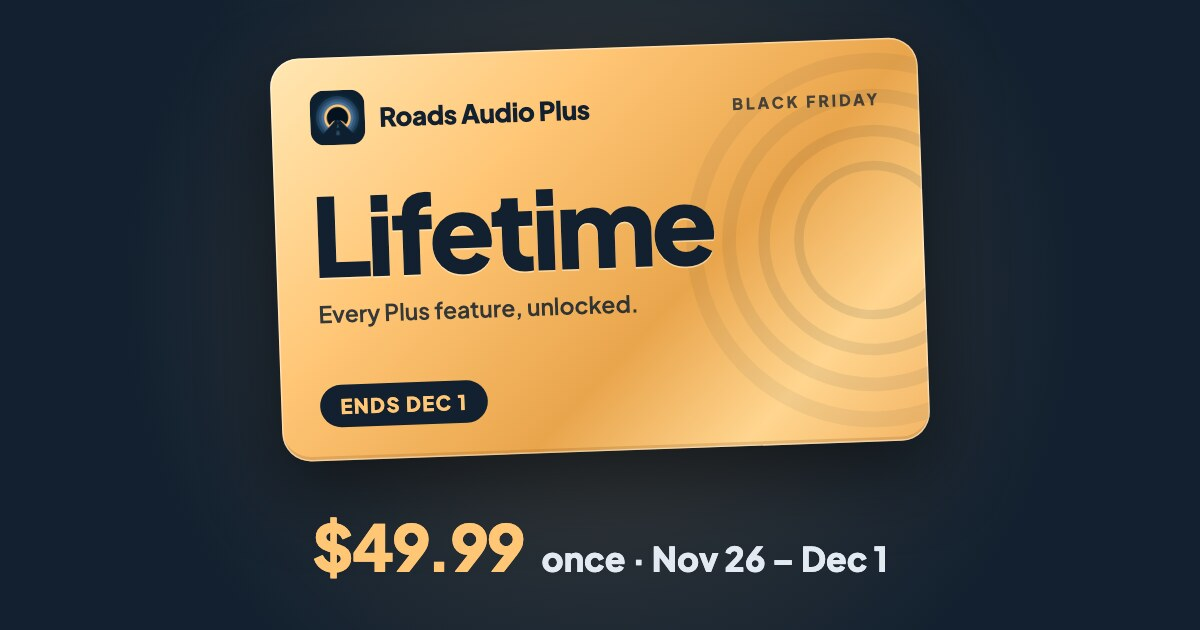 Roads Audio Plus
BLACK FRIDAY
Lifetime
Every Plus feature, unlocked.
ENDS DEC 1
$49.99 once · Nov 26 – Dec 1